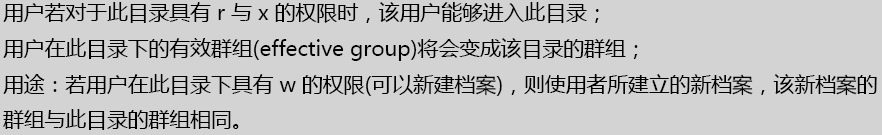 用户若对于此目录具有 r 与 x 的权限时，该用户能够进入此目录；
用户在此目录下的有效群组(effective group)将会变成该目录的群组；
用途：若用户在此目录下具有 w 的权限(可以新建档案)，则使用者所建立的新档案，该新档案的
群组与此目录的群组相同。